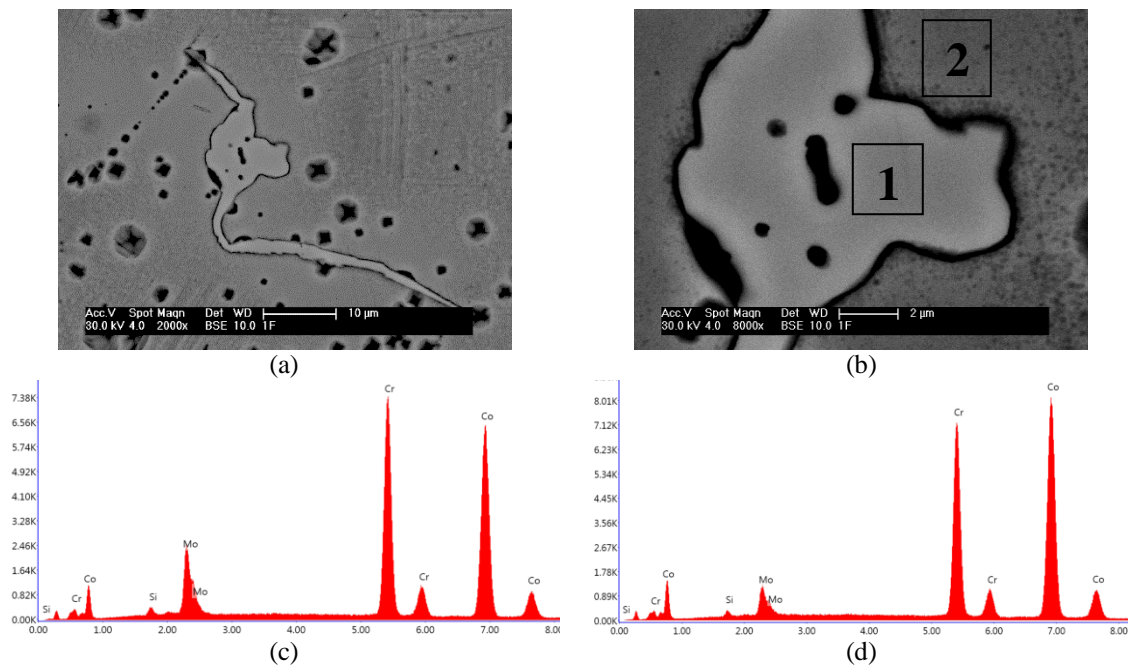 Acc.V Spot Magn Det WD 10 µm
30.0 kV 4.0 2000x BSE 10.0 1F
(a)
2
1
Acc.V Spot Magn Det WD 2 µm
30.0 kV 4.0 8000x BSE 10.0 1F
(b)
7.38K
6.56K
5.74K
4.92K
4.10K
3.28K
2.46K
1.64K
0.82K
0.00K
Si
Cr
Co
Si
Mo
Mo
Cr
Cr
Co
Co
0.00 1.00 2.00 3.00 4.00 5.00 6.00 7.00 8.00
(c)
8.01K
7.12K
6.23K
5.34K
4.45K
3.56K
2.67K
1.78K
0.89K
0.00K
Si
Cr
Co
Si
Mo
Mo
Cr
Cr
Co
Co
0.00 1.00 2.00 3.00 4.00 5.00 6.00 7.00 8.00
(d)